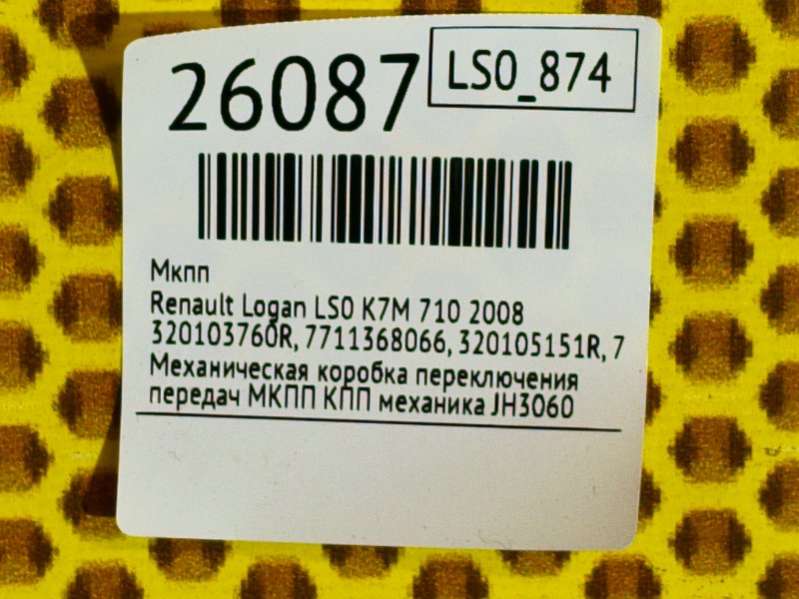 26087
LS0_874
Мкпп
Renault Logan LS0 K7M 710 2008
320103760R, 7711368066, 320105151R, 7
Механическая коробка переключения
передач МКПП КПП механика JH3060